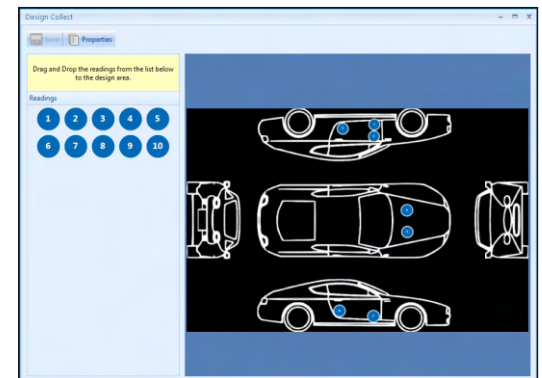 Design Collect
Save Properties
Drag and Drop the readings from the list below
to the design area.
Readings
1 2 3 4 5
6 7 8 9 10